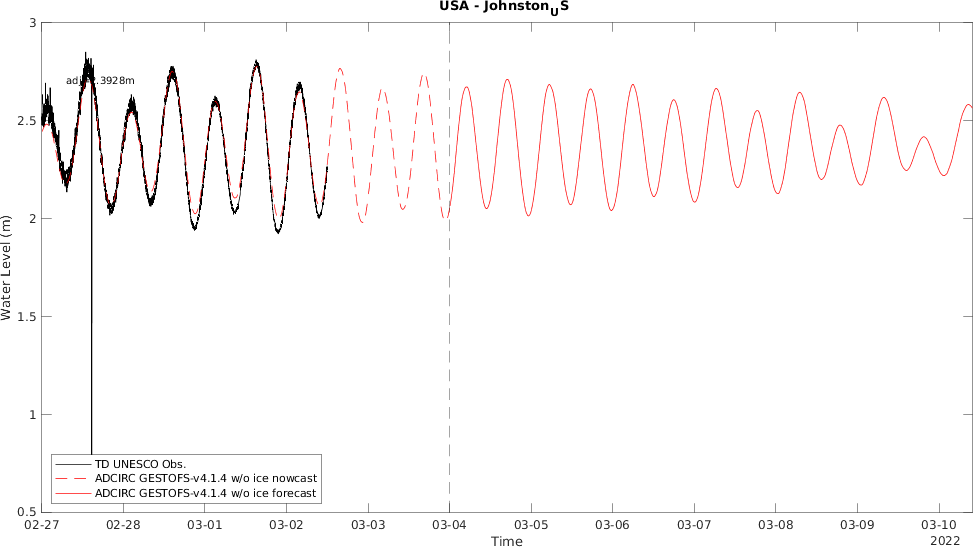 USA - Johnston_US
3
2.5
2
1.5
1
0.5
Water Level (m)
3928m
TD UNESCO Obs.
ADCIRC GESTOFS-v4.1.4 w/o ice nowcast
ADCIRC GESTOFS-v4.1.4 w/o ice forecast
02-27 02-28 03-01 03-02 03-03 03-04 03-05 03-06 03-07 03-08 03-09 03-10
Time
2022